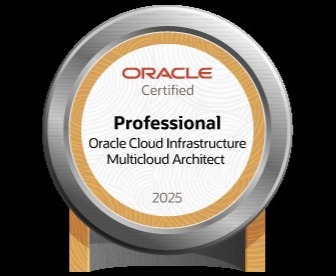 ORACLE
Certified
Professional
Oracle Cloud Infrastructure
Multicloud Architect
2025